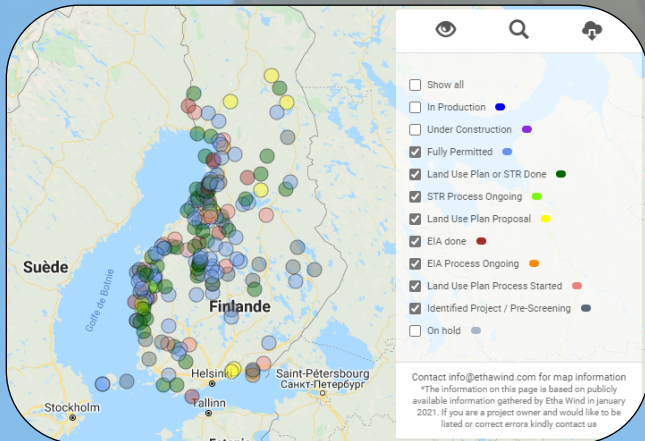 Show all
In Production
Under Construction
Fully Permitted
Land Use Plan or STR Done
STR Process Ongoing
Land Use Plan Proposal
EIA done
EIA Process Ongoing
Land Use Plan Process Started
Identified Project / Pre-Screening
On hold
Contact info@ethawind.com for map information
*The information on this page is based on publicly
available information gathered by Etha Wind in january
2021. If you are a project owner and would like to be
listed or correct errors kindly contact us
Suède
Golfe de Botnie
Finlande
Helsinki
Saint-Pétersbourg
Санкт-Петербург
Stockholm
Tallinn